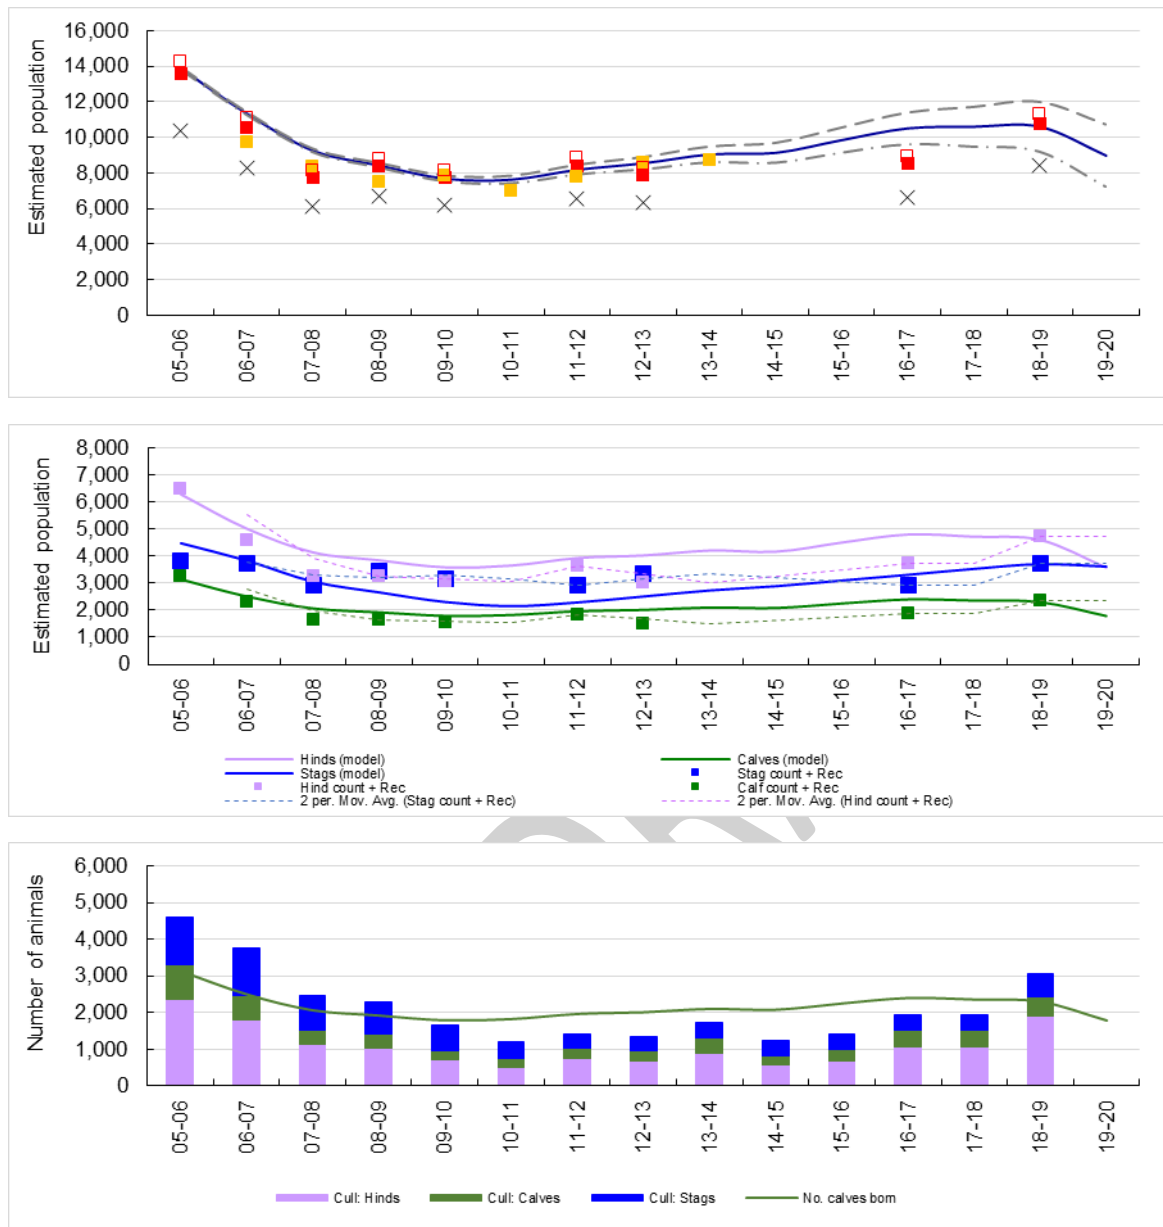 Estimated population
16,000
14,000
12,000
10,000
8,000
6,000
4,000
2,000
0
05-06 06-07 07-08 08-09 09-10 10-11 11-12 12-13 13-14 14-15 15-16 16-17 17-18 18-19 19-20
Estimated population
8,000
7,000
6,000
5,000
4,000
3,000
2,000
1,000
0
05-06 06-07 07-08 08-09 09-10 10-11 11-12 12-13 13-14 14-15 15-16 16-17 17-18 18-19 19-20
Hinds (model) Calves (model)
Stags (model) Stag count + Rec
Hind count + Rec Calf count + Rec
2 per. Mov. Avg. (Stag count + Rec) 2 per. Mov. Avg. (Hind count + Rec)
Number of animals
6,000
5,000
4,000
3,000
2,000
1,000
0
05-06 06-07 07-08 08-09 09-10 10-11 11-12 12-13 13-14 14-15 15-16 16-17 17-18 18-19 19-20
Cull: Hinds Cull: Calves Cull: Stags No. calves born